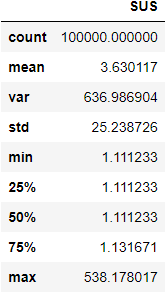 SUS
count 100000.000000
mean 3.630117
var 636.986904
std 25.238726
min 1.111233
25% 1.111233
50% 1.111233
75% 1.131671
max 538.178017